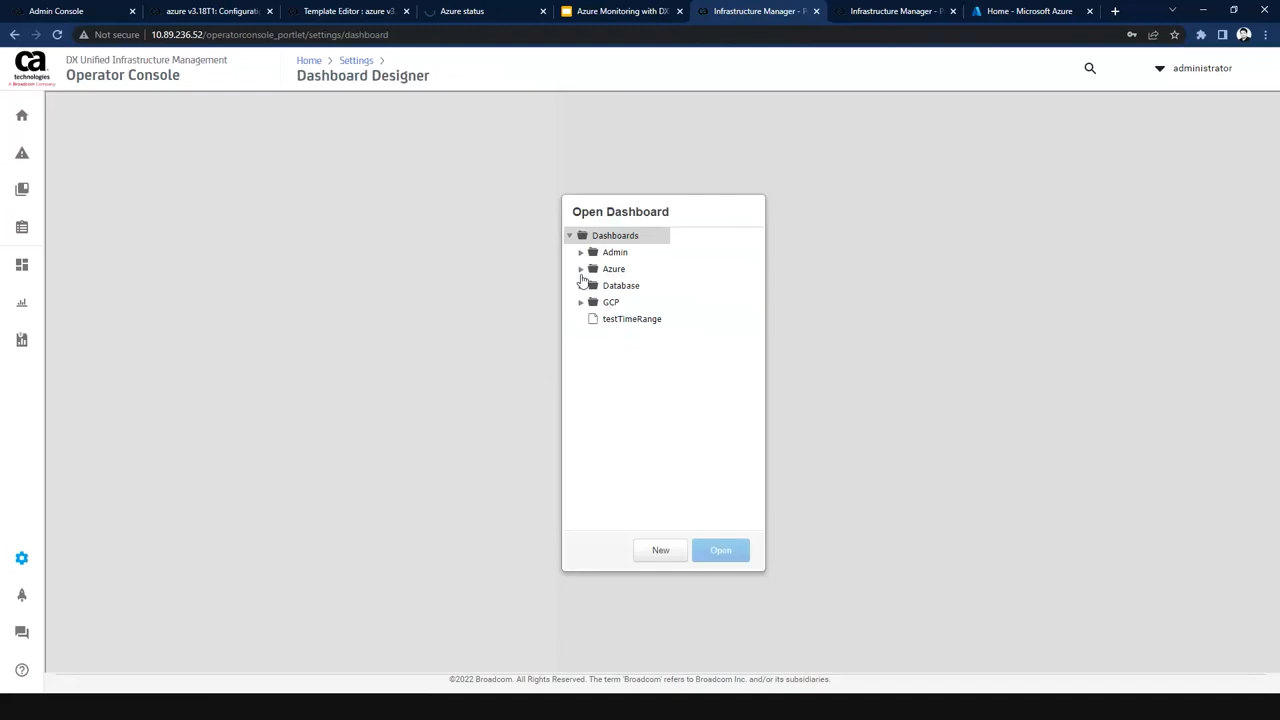 Admin Console
azure v3.18T1: Configurati
Template Editor : azure v3.
Azure status
Azure Monitoring with DX
Infrastructure Manager - P
Infrastructure Manager - P
Home - Microsoft Azure
Not secure
10.89.236.52/operatorconsole_portlet/settings/dashboard
ca
technologies
A Broadcom Company
DX Unified Infrastructure Management
Operator Console
Home > Settings >
Dashboard Designer
administrator
Open Dashboard
Dashboards
Admin
Azure
Database
GCP
testTimeRange
New
Open
©2022 Broadcom. All Rights Reserved. The term 'Broadcom' refers to Broadcom Inc. and/or its subsidiaries.